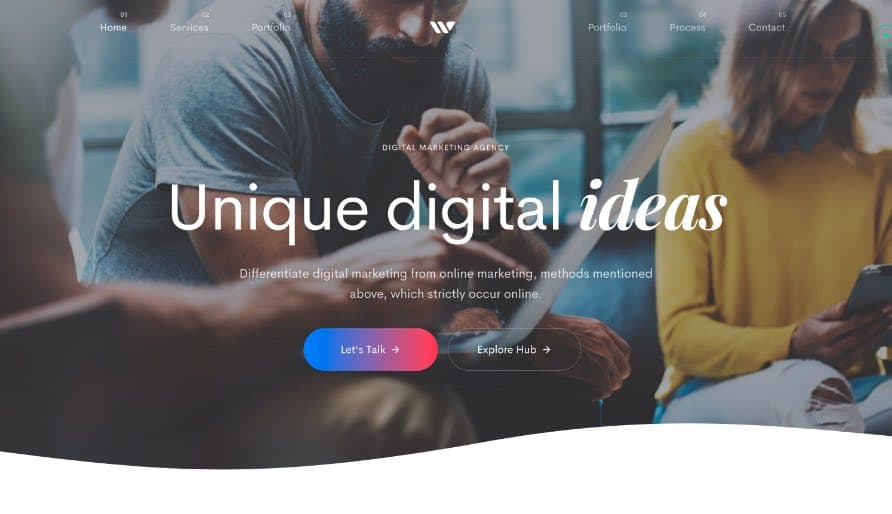 01 02 03 03 04 05
Home Services Portfolio W Portfolio Process Contact
DIGITAL MARKETING AGENCY
Unique digital ideas
Differentiate digital marketing from online marketing, methods mentioned
above, which strictly occur online.
Let's Talk → Explore Hub →